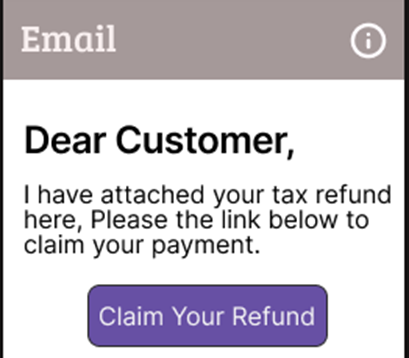 Email
Dear Customer,
I have attached your tax refund
here, Please the link below to
claim your payment.
Claim Your Refund